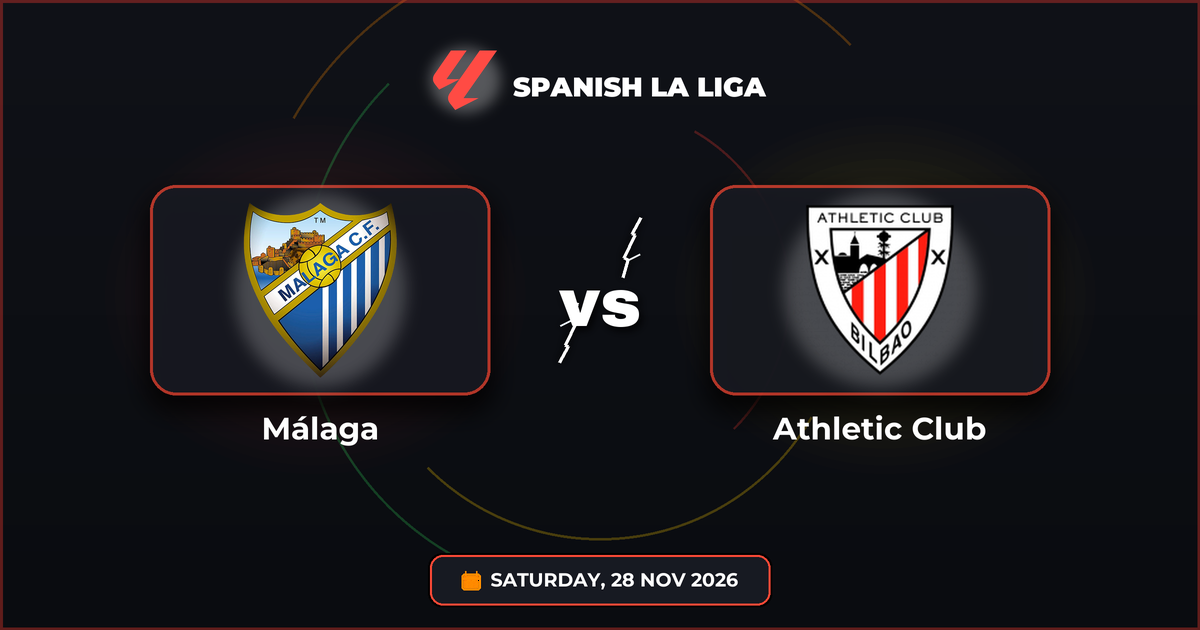 SPANISH LA LIGA
TM
MALAGA C.F.
ATHLETIC CLUB
BILBAO
vs
Málaga
Athletic Club
SATURDAY, 28 NOV 2026